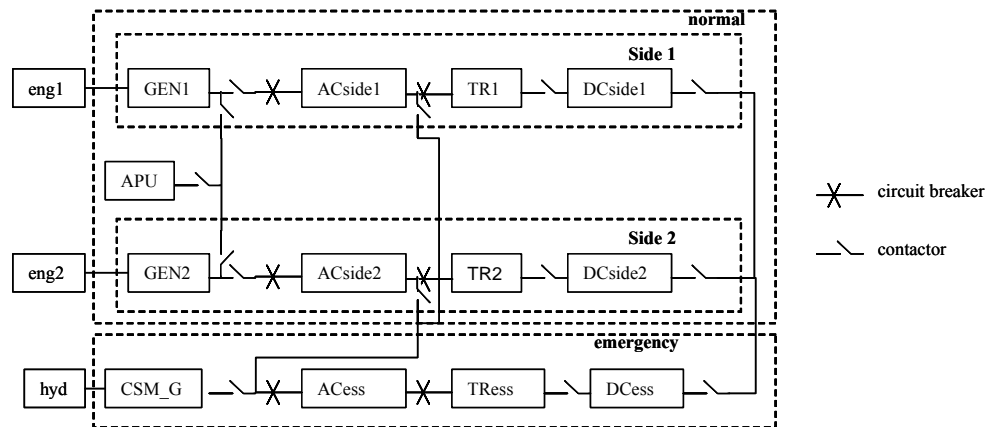 normal
Side 1
eng1 GEN1 ACside1 TR1 DCside1
APU
circuit breaker
Side 2
contactor
eng2 GEN2 ACside2 TR2 DCside2
emergency
hyd CSM_G ACess TRess DCess